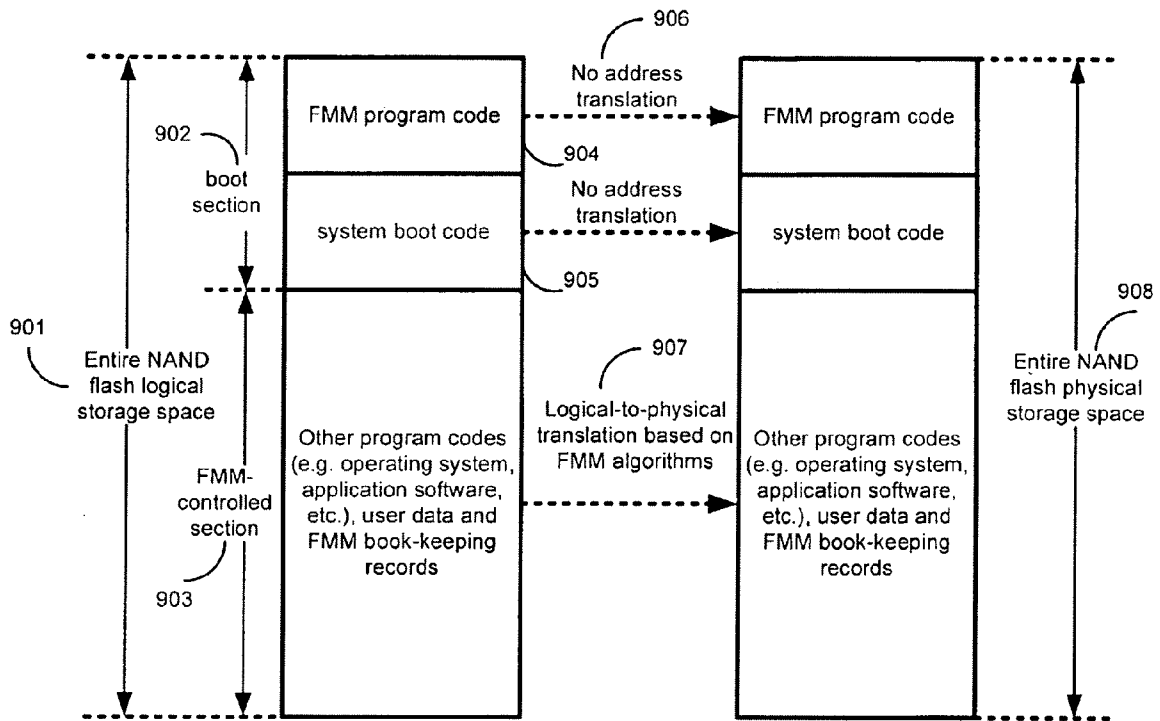 906
No address
translation
FMM program code
FMM program code
902
904
boot
section
No address
translation
system boot code
system boot code
905
908
901
Entire NAND
flash logical
storage space
907
Entire NAND
flash physical
storage space
Logical-to-physical
translation based on
FMM algorithms
FMM-
controlled
section
Other program codes
(e.g. operating system,
application software,
etc.), user data and
FMM book-keeping
records
Other program codes
(e.g. operating system,
application software,
etc.), user data and
FMM book-keeping
records
903